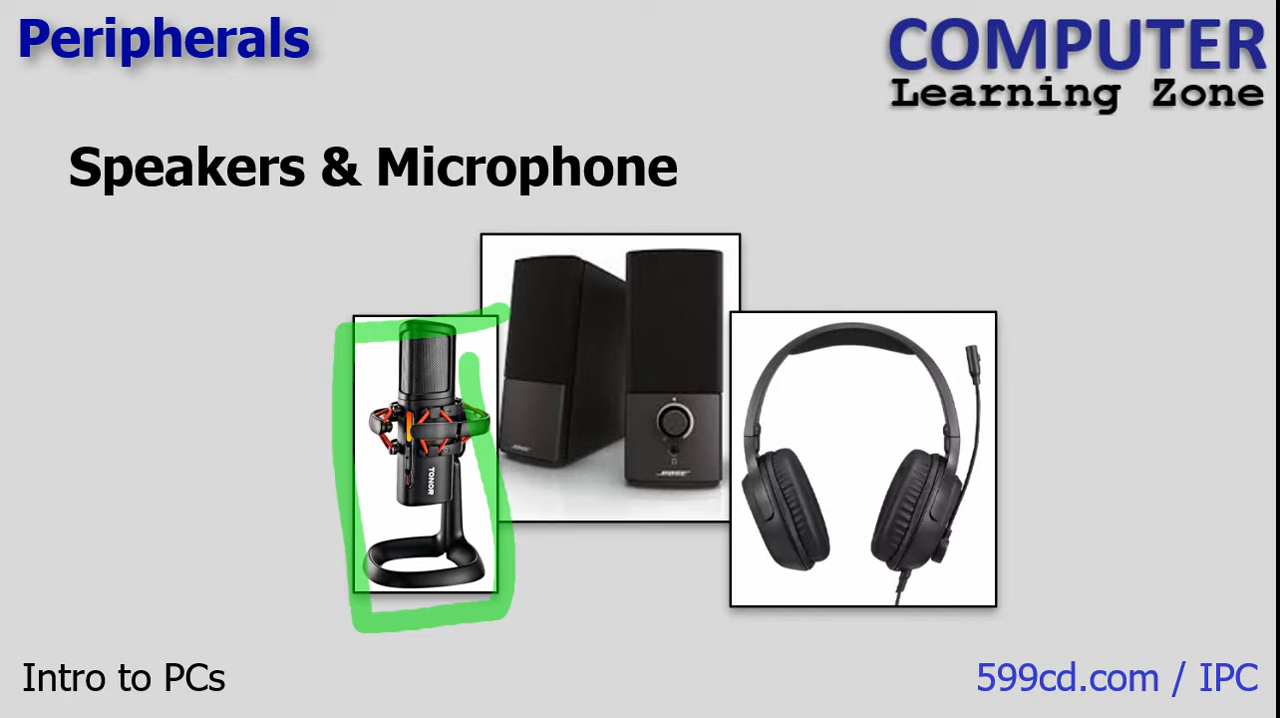 Peripherals
COMPUTER
Learning Zone
Speakers & Microphone
TONOR
BOSE
Intro to PCs
599cd.com / IPC